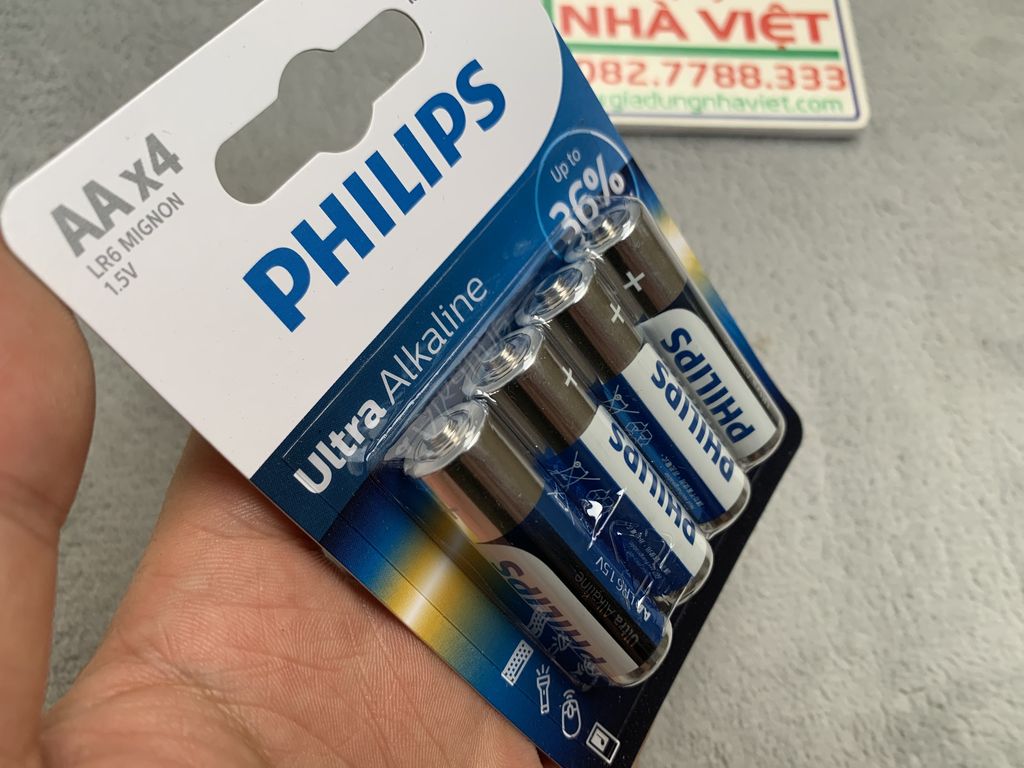 NHÀ VIỆT
082.7788.333
giadungnhaviet.com
AA x4
LR6 MIGNON
1.5V
PHILIPS
Up to
36%
Ultra Alkaline
+
+
+
PHILIPS
PHILIPS
PHILIPS
PHILIPS
LR6 1.5V
Ultra Alkaline